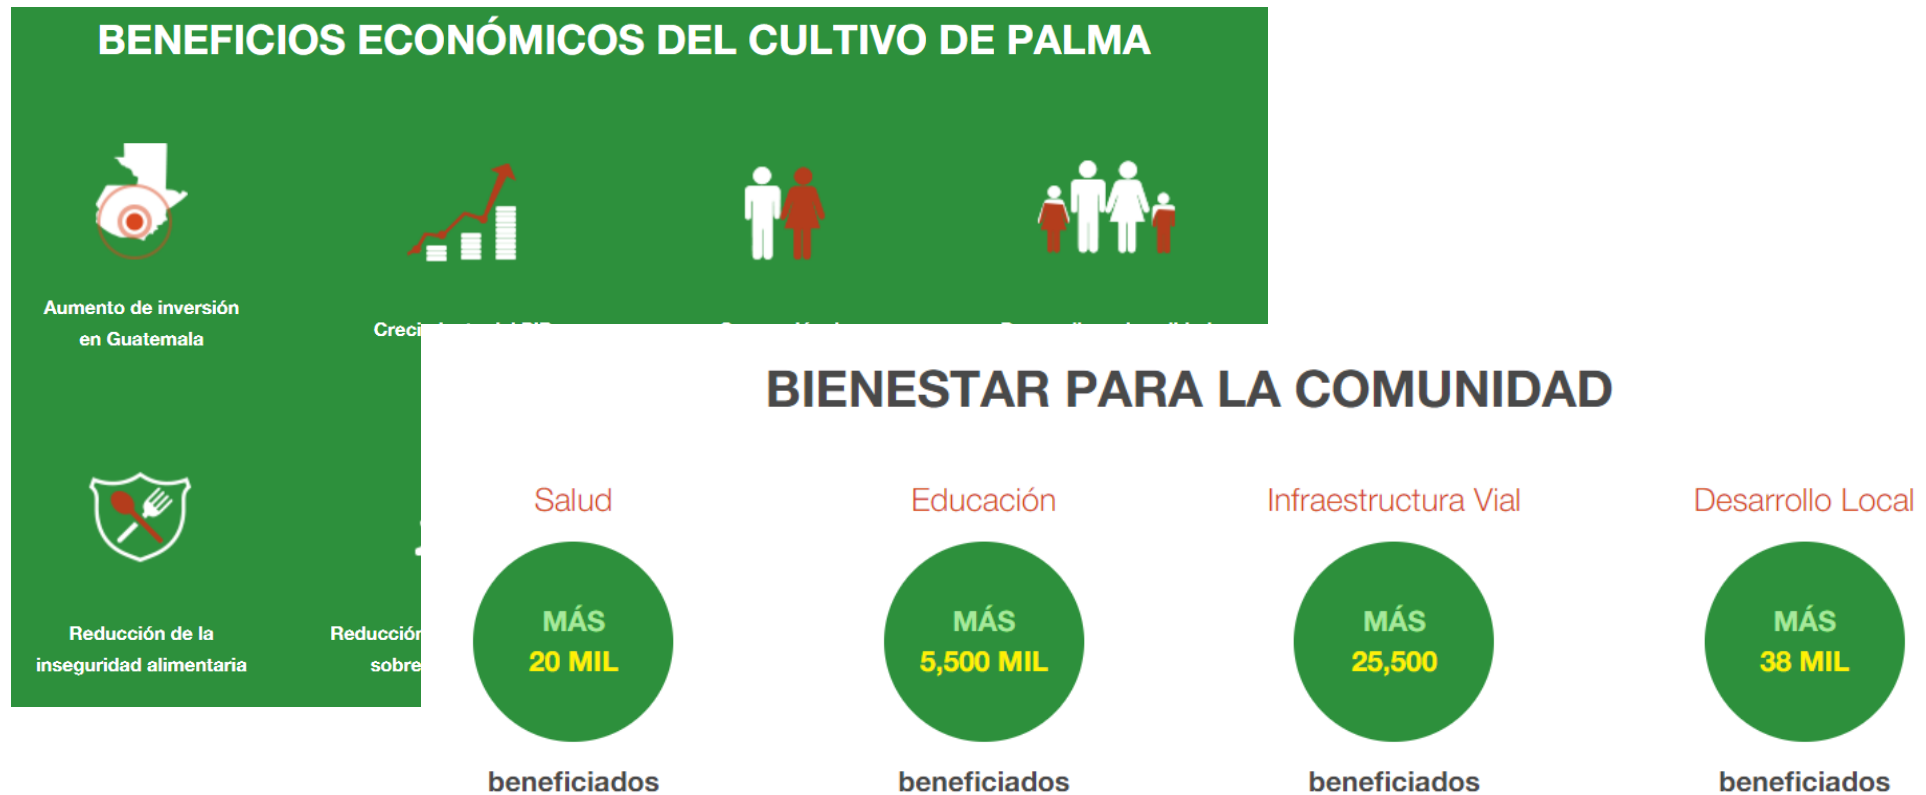 BENEFICIOS ECONÓMICOS DEL CULTIVO DE PALMA
Aumento de inversión
en Guatemala
Reducción de la
inseguridad alimentaria
sobre
BIENESTAR PARA LA COMUNIDAD
Salud
Educación
Infraestructura Vial
Desarrollo Local
MÁS
20 MIL
MÁS
5,500 MIL
MÁS
25,500
MÁS
38 MIL
beneficiados
beneficiados
beneficiados
beneficiados